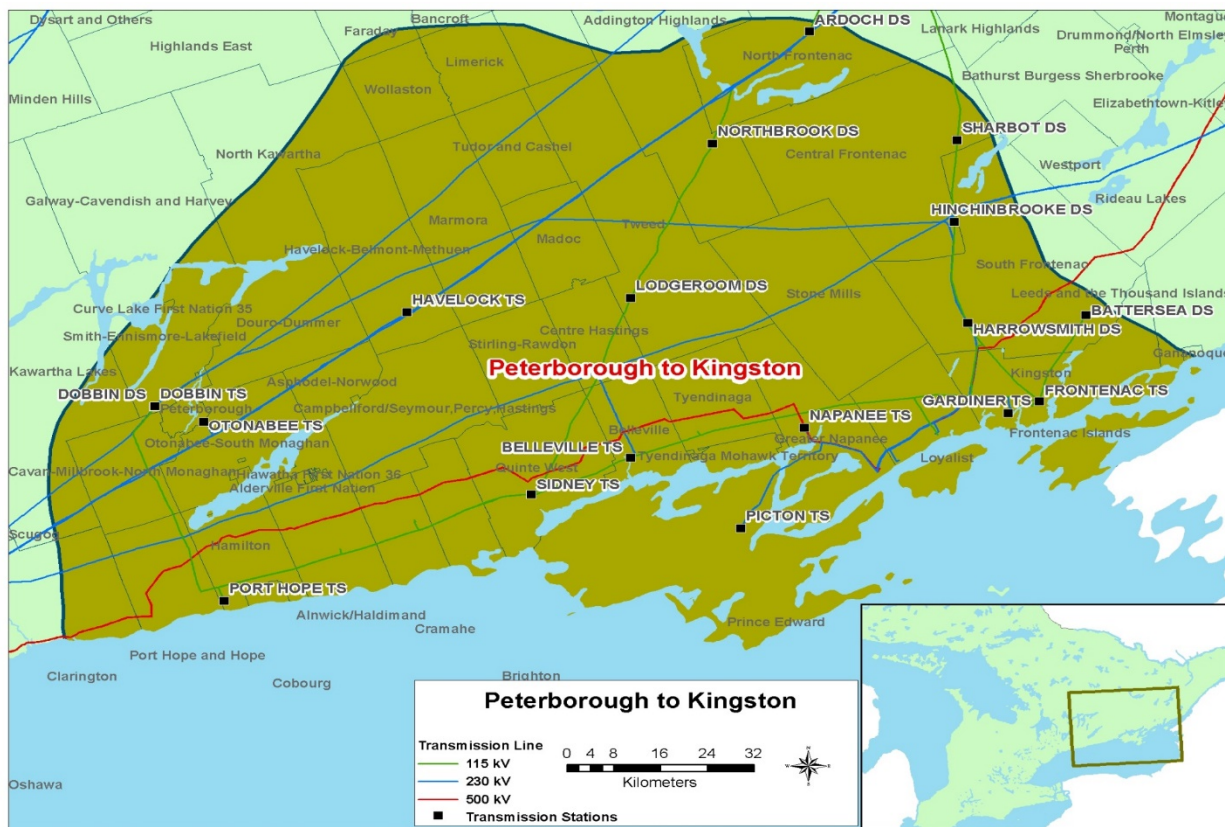 Dysart and Others
Bancroft
Faraday
Addington Highlands
ARDOCH DS
Lanark Highlands
Montague
Drummond/North Elmsley
Perth
Highlands East
Limerick
North Frontenac
Wollaston
Bathurst Burgess Sherbrooke
Minden Hills
Elizabethtown-Kitley
NORTHBROOK DS
SHARBOT DS
North Kawartha
Tudor and Cashel
Central Frontenac
Westport
Galway-Cavendish and Harvey
Rideau Lakes
Marmora
Tweed
HINCHINBROOKE DS
Madoc
Havelock-Belmont-Methuen
South Frontenac
LODGEROOM DS
Stone Mills
Leeds and the Thousand Islands
HAVELOCK TS
Curve Lake First Nation 35
Douro-Dummer
BATTERSEA DS
Smith-Ennismore-Lakefield
Centre Hastings
HARROWSMITH DS
Stirling-Rawdon
Gananoque
Kawartha Lakes
Peterborough to Kingston
Kingston
Asphodel-Norwood
DOBBIN DS
DOBBIN TS
FRONTENAC TS
Peterborough
Campbellford/Seymour,Percy,Hastings
Tyendinaga
GARDINER TS
OTONABEE TS
Belleville
NAPANEE TS
Frontenac Islands
Otonabee-South Monaghan
Greater Napanee
BELLEVILLE TS
Tyendinaga Mohawk Territory
Loyalist
Cavan-Millbrook-North Monaghan
Hiawatha First Nation 36
Quinte West
Alderville First Nation
SIDNEY TS
PICTON TS
Scugog
Hamilton
PORT HOPE TS
Alnwick/Haldimand
Cramahe
Prince Edward
Port Hope and Hope
Clarington
Cobourg
Brighton
Oshawa
Peterborough to Kingston
Transmission Line
115 kV
230 kV
500 kV
Transmission Stations
0 4 8 16 24 32
Kilometers